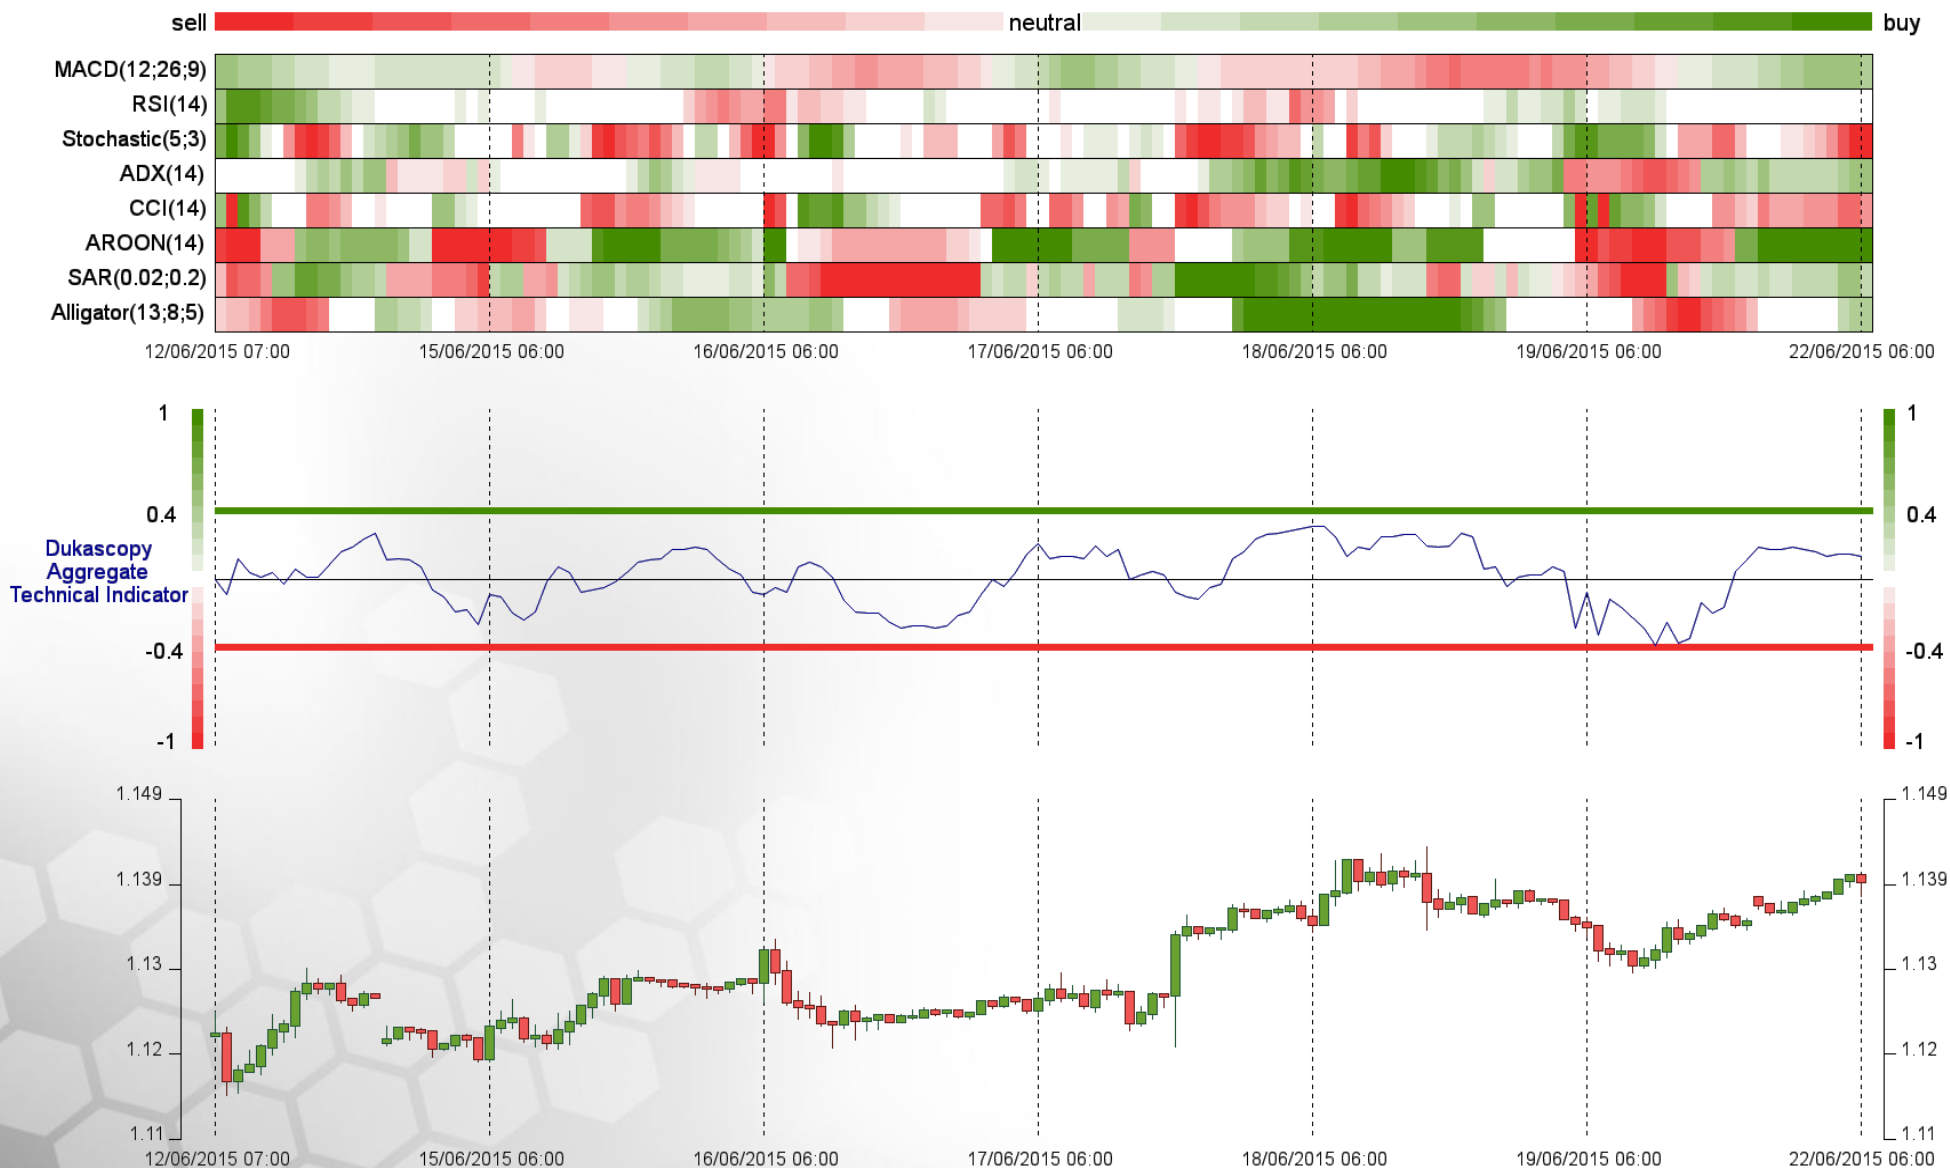 sell neutral buy
MACD(12;26;9)
RSI(14)
Stochastic(5;3)
ADX(14)
CCI(14)
AROON(14)
SAR(0.02;0.2)
Alligator(13;8;5)
12/06/2015 07:00 15/06/2015 06:00 16/06/2015 06:00 17/06/2015 06:00 18/06/2015 06:00 19/06/2015 06:00 22/06/2015 06:00
1 1
0.4 0.4
Dukascopy
Aggregate
Technical Indicator
-0.4 -0.4
-1 -1
1.149 1.149
1.139 1.139
1.13 1.13
1.12 1.12
1.11 1.11
12/06/2015 07:00 15/06/2015 06:00 16/06/2015 06:00 17/06/2015 06:00 18/06/2015 06:00 19/06/2015 06:00 22/06/2015 06:00